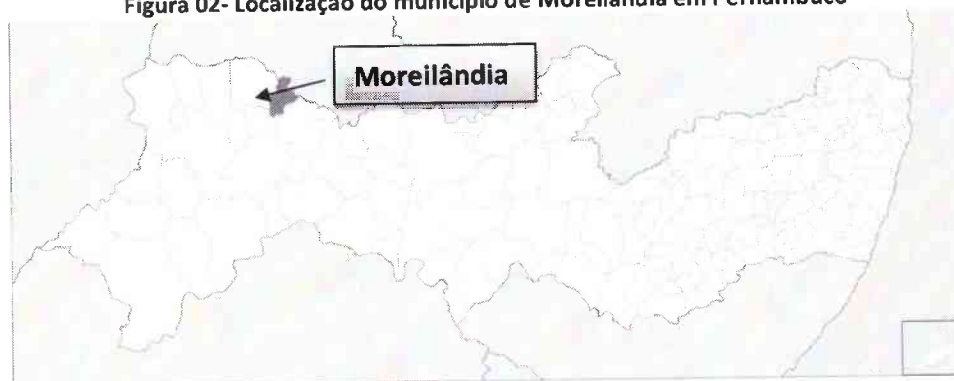 Figura 02- Localização do município de Moreilândia em Pernambuco
Moreilândia